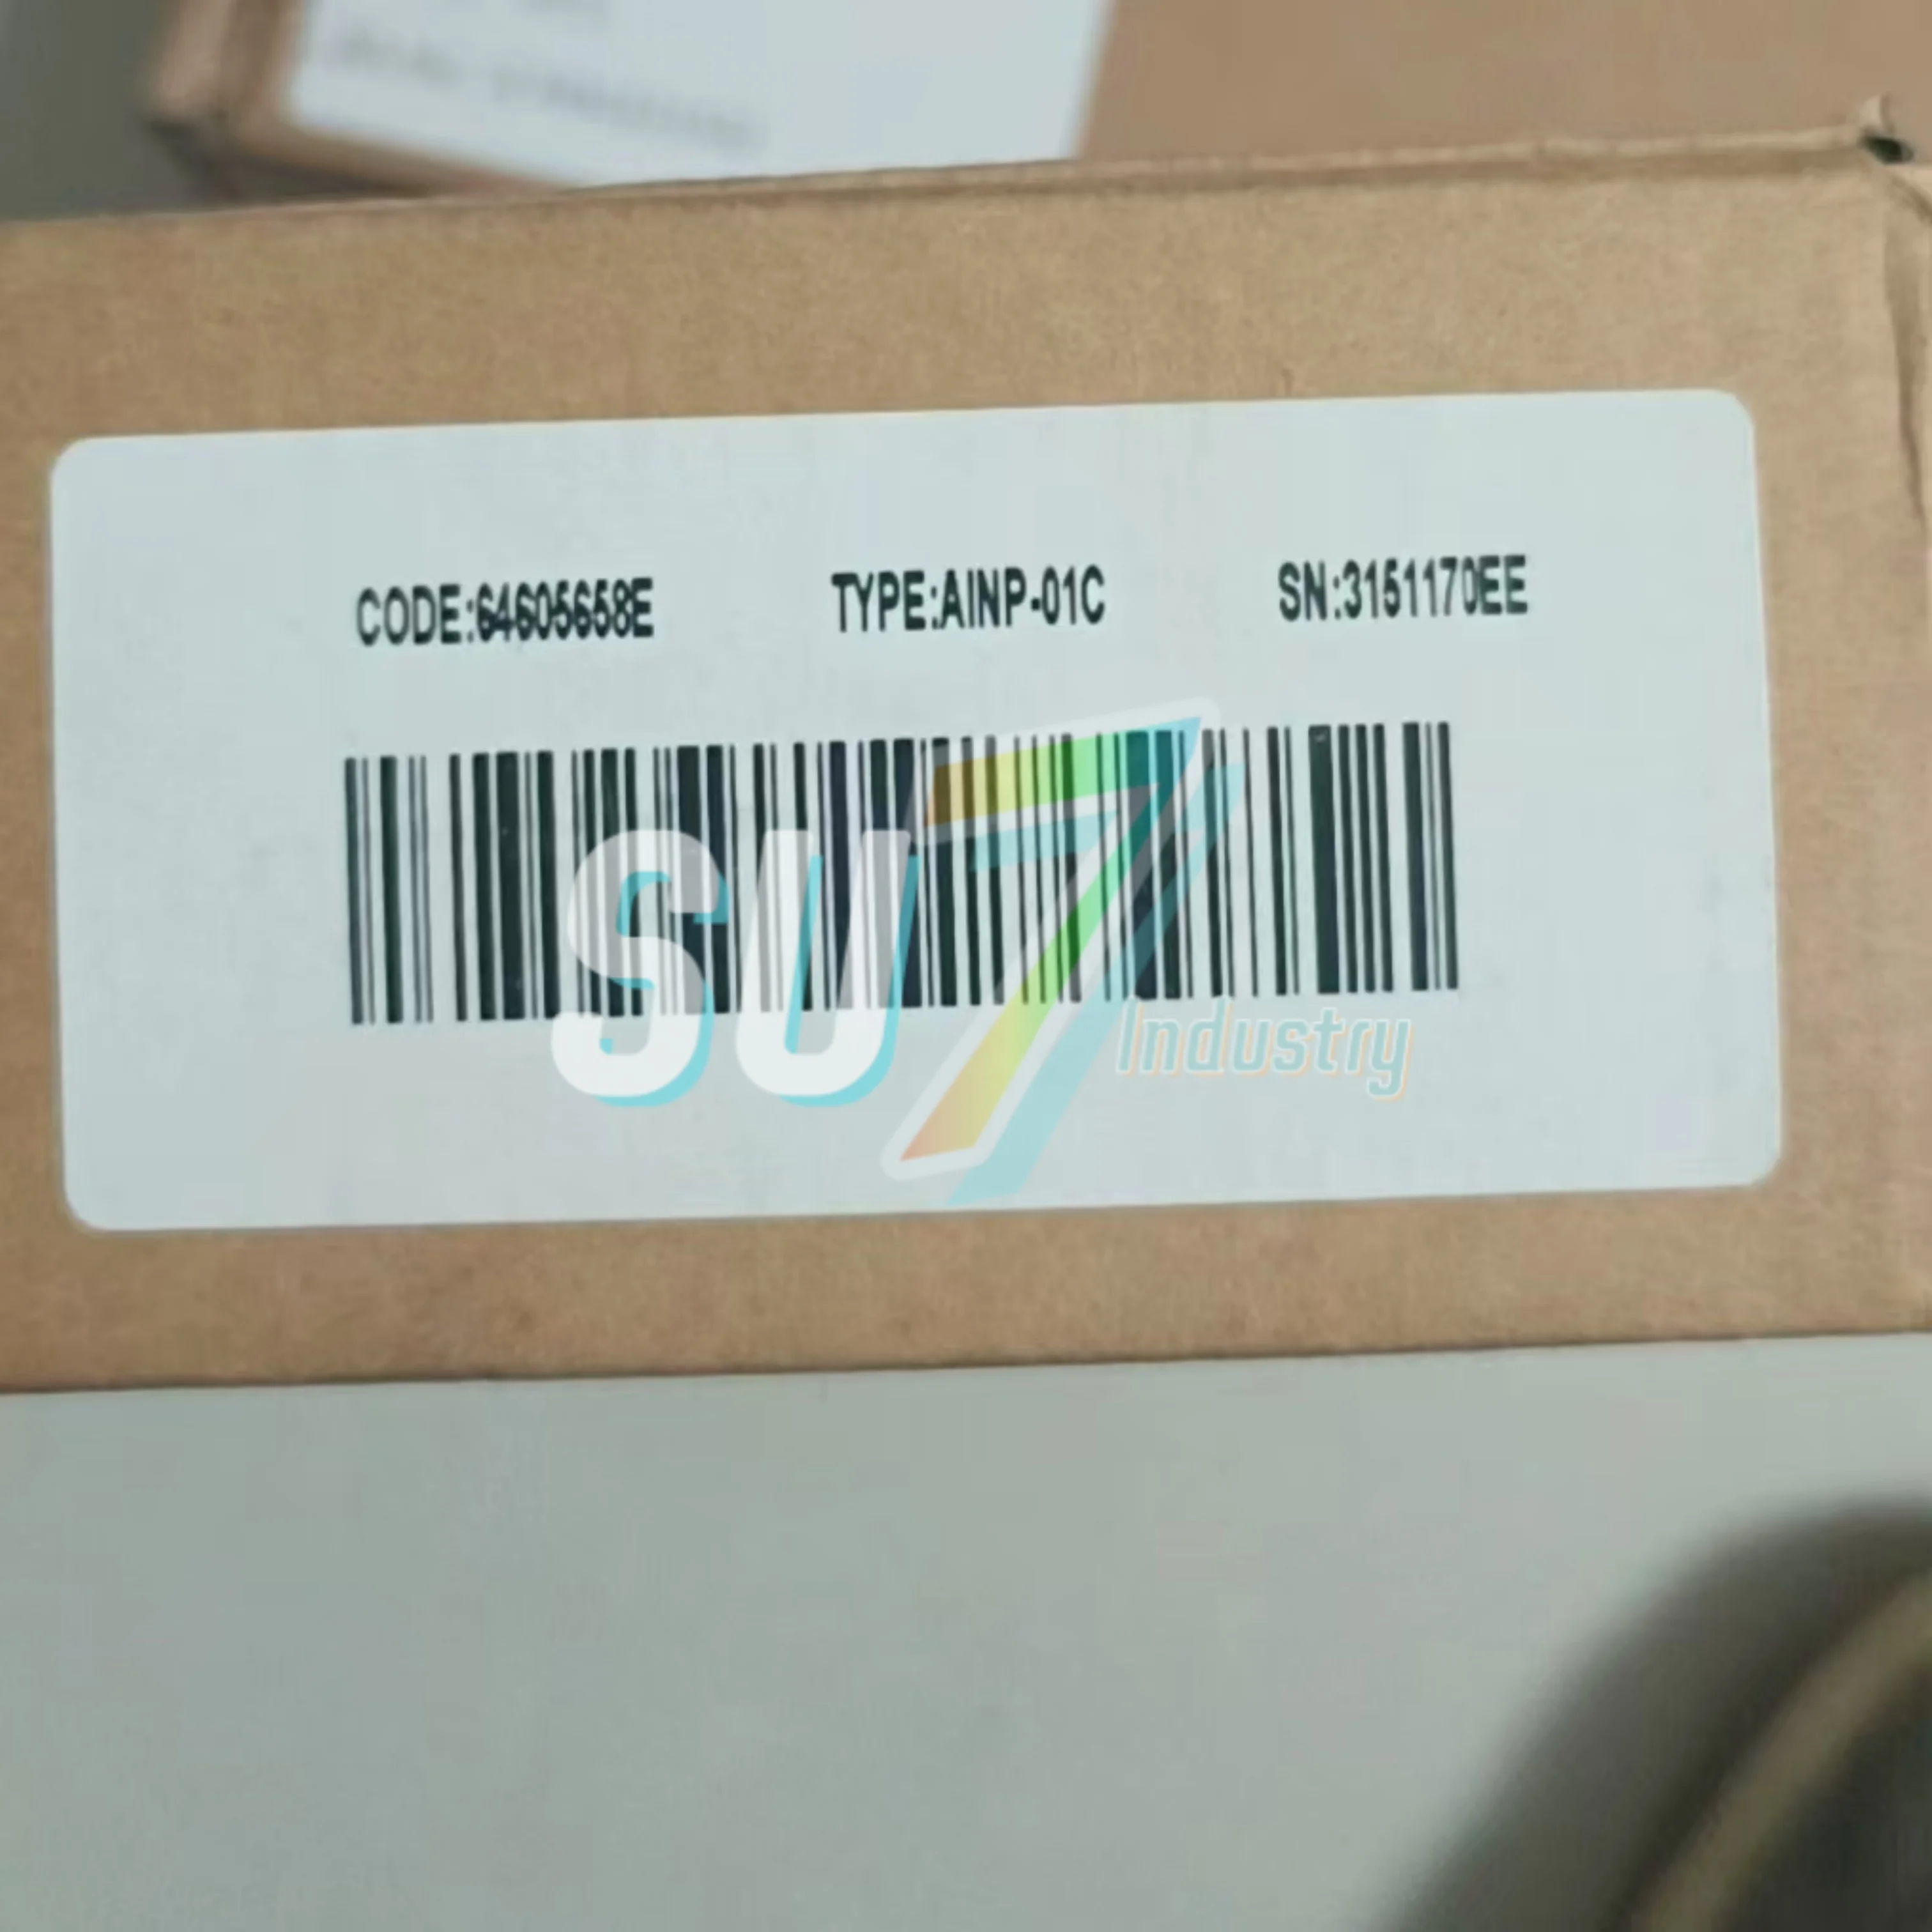 CODE:64605658E TYPE:AINP-01C SN:3151170EE
SU7
Industry